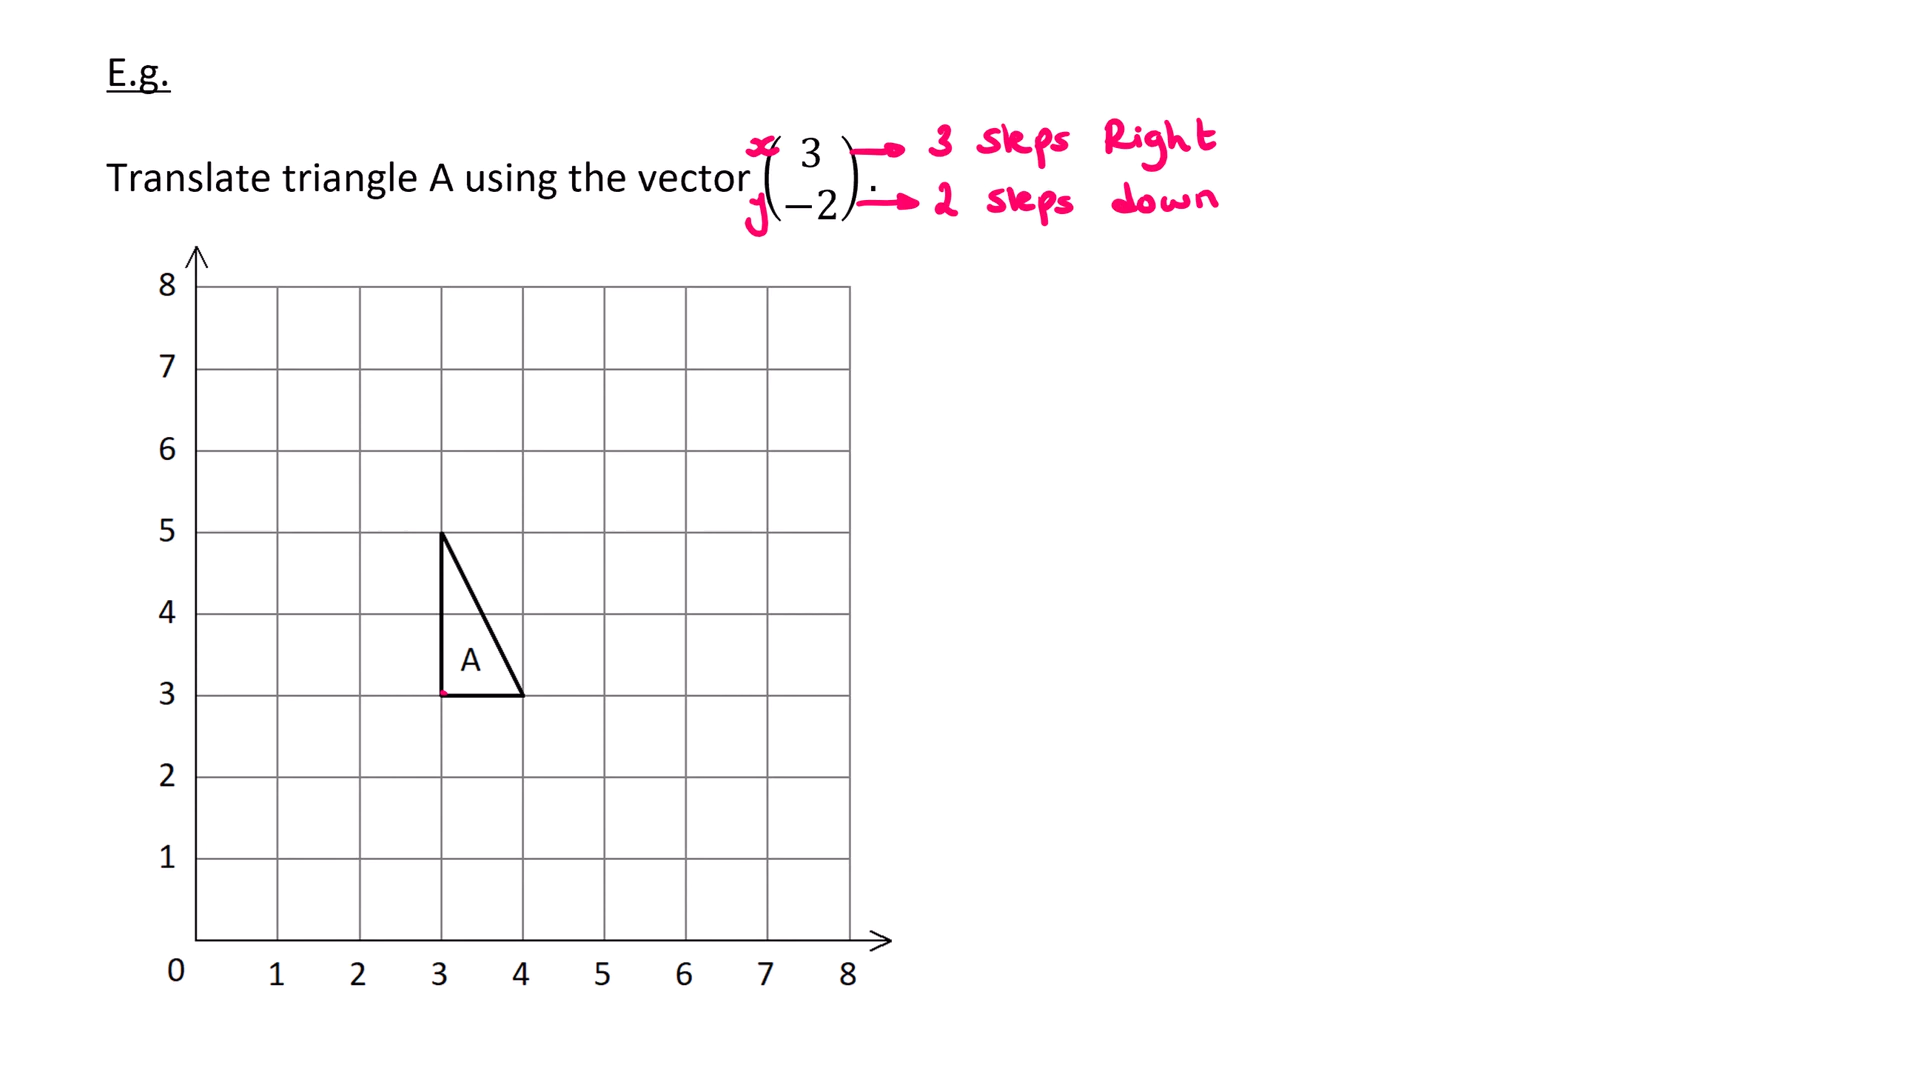 E.g.
x 3 → 3 steps Right
Translate triangle A using the vector ( ).
y −2 → 2 steps down
8
7
6
5
4
A
3
2
1
0 1 2 3 4 5 6 7 8